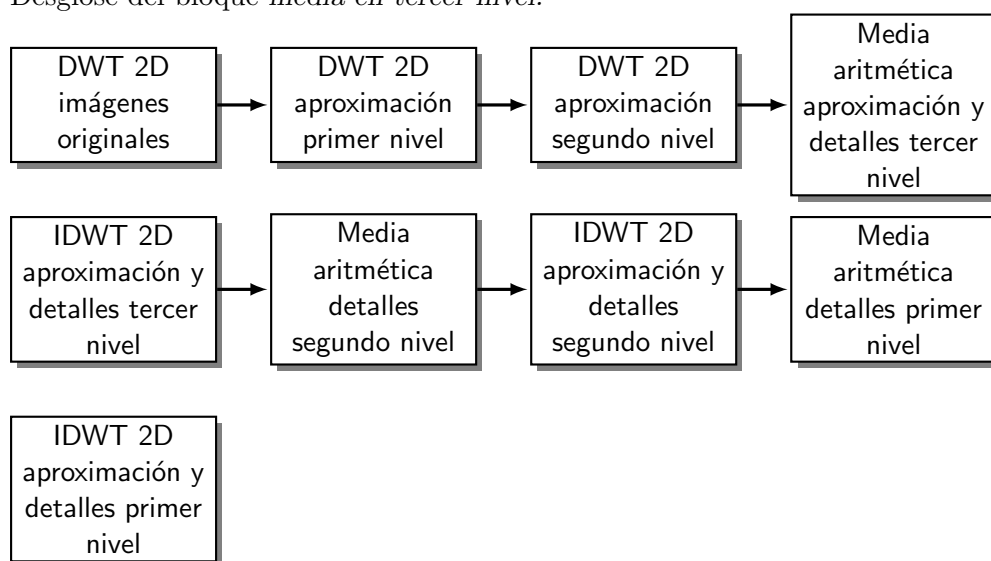 Desglose del bloque media en tercer nivel.
DWT 2D
imágenes
originales
DWT 2D
aproximación
primer nivel
DWT 2D
aproximación
segundo nivel
Media
aritmética
aproximación y
detalles tercer
nivel
IDWT 2D
aproximación y
detalles tercer
nivel
Media
aritmética
detalles
segundo nivel
IDWT 2D
aproximación y
detalles
segundo nivel
Media
aritmética
detalles primer
nivel
IDWT 2D
aproximación y
detalles primer
nivel